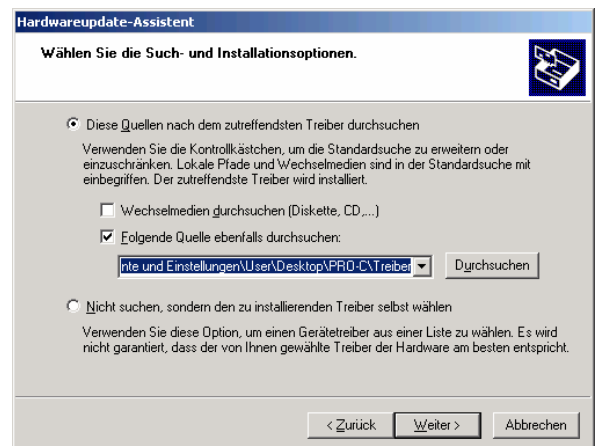 Hardwareupdate-Assistent
Wählen Sie die Such- und Installationsoptionen.
Diese Quellen nach dem zutreffendsten Treiber durchsuchen
Verwenden Sie die Kontrollkästchen, um die Standardsuche zu erweitern oder
einzuschränken. Lokale Pfade und Wechselmedien sind in der Standardsuche mit
einbegriffen. Der zutreffendste Treiber wird installiert.
Wechselmedien durchsuchen (Diskette, CD,...)
Folgende Quelle ebenfalls durchsuchen:
nte und Einstellungen\User\Desktop\PRO-C\Treiber
Durchsuchen
Nicht suchen, sondern den zu installierenden Treiber selbst wählen
Verwenden Sie diese Option, um einen Gerätetreiber aus einer Liste zu wählen. Es wird
nicht garantiert, dass der von Ihnen gewählte Treiber der Hardware am besten entspricht.
< Zurück Weiter > Abbrechen